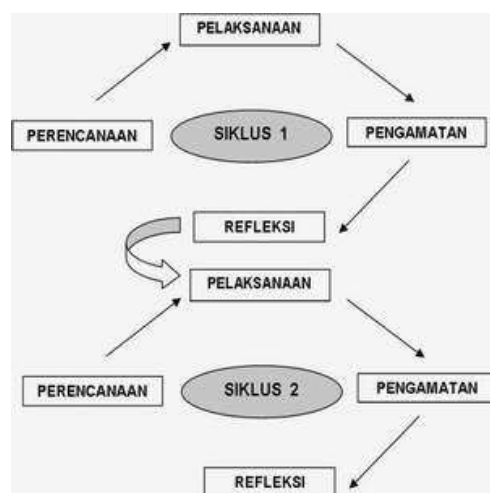 PELAKSANAAN
PERENCANAAN
SIKLUS 1
PENGAMATAN
REFLEKSI
PELAKSANAAN
PERENCANAAN
SIKLUS 2
PENGAMATAN
REFLEKSI